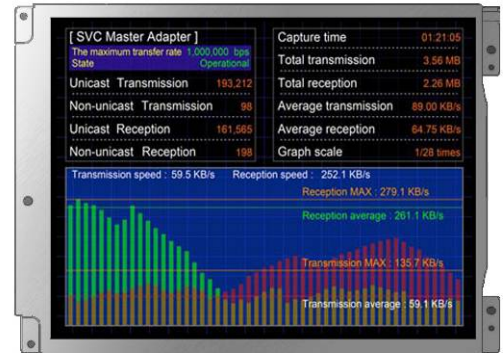 [ SVC Master Adapter ]
The maximum transfer rate 1,000,000 bps
State Operational
Unicast Transmission 193,212
Non-unicast Transmission 98
Unicast Reception 161,565
Non-unicast Reception 198
Capture time 01:21:05
Total transmission 3.56 MB
Total reception 2.26 MB
Average transmission 89.00 KB/s
Average reception 64.75 KB/s
Graph scale 1/28 times
Transmission speed : 59.5 KB/s Reception speed : 252.1 KB/s
Reception MAX : 279.1 KB/s
Reception average : 261.1 KB/s
Transmission MAX : 135.7 KB/s
Transmission average : 59.1 KB/s